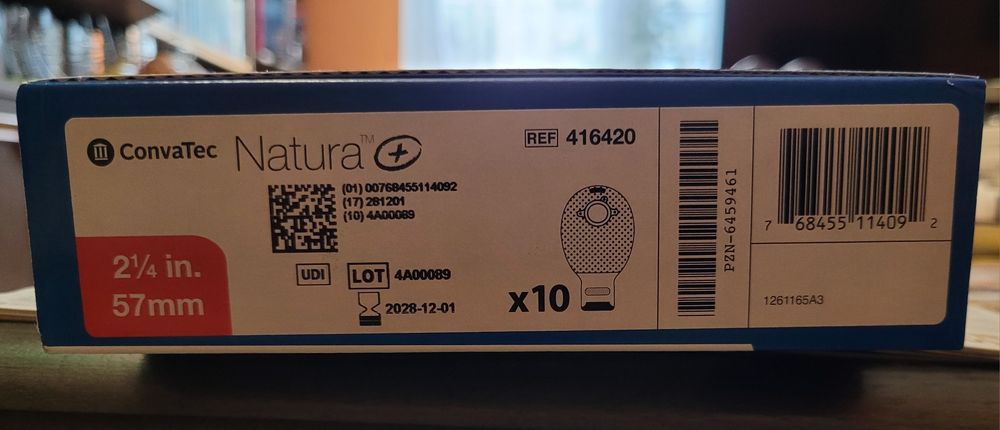 ConvaTec Natura™ +
REF 416420
(01) 00768455114092
(17) 281201
(10) 4A00089
UDI
LOT 4A00089
2028-12-01
2¼ in.
57mm
x10
PZN-6459461
7 68455 11409 2
1261165A3